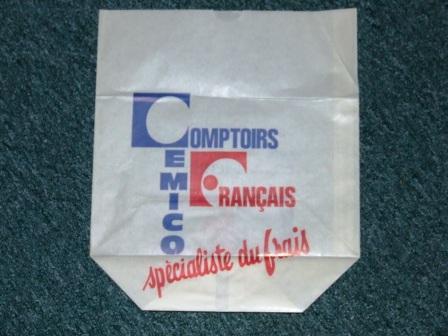 COMPTOIRS
CEMICO
FRANÇAIS
spécialiste du frais